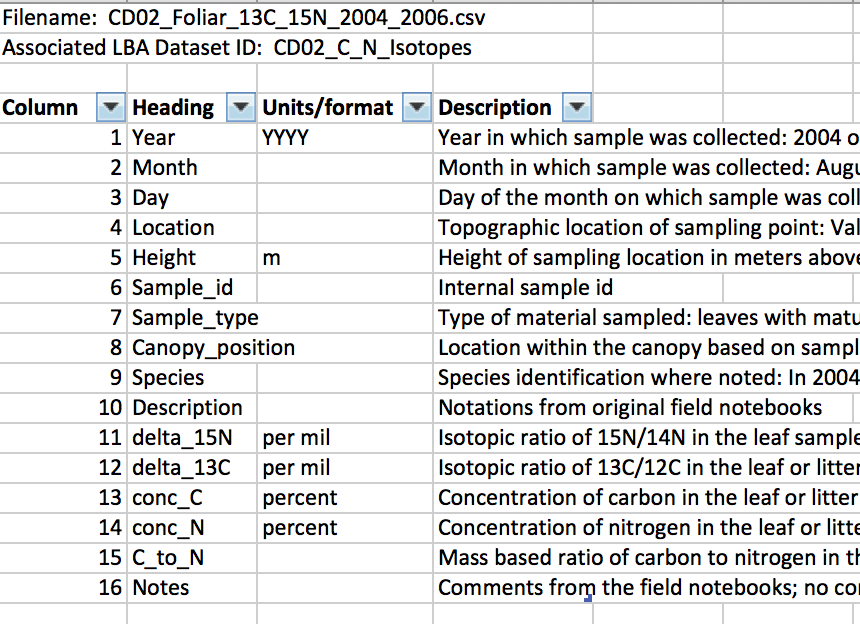 Filename: CD02_Foliar_13C_15N_2004_2006.csv
Associated LBA Dataset ID: CD02_C_N_Isotopes
Column Heading Units/format Description
1 Year YYYY Year in which sample was collected: 2004 o
2 Month Month in which sample was collected: Augu
3 Day Day of the month on which sample was coll
4 Location Topographic location of sampling point: Val
5 Height m Height of sampling location in meters above
6 Sample_id Internal sample id
7 Sample_type Type of material sampled: leaves with matu
8 Canopy_position Location within the canopy based on sampl
9 Species Species identification where noted: In 2004
10 Description Notations from original field notebooks
11 delta_15N per mil Isotopic ratio of 15N/14N in the leaf sample
12 delta_13C per mil Isotopic ratio of 13C/12C in the leaf or litter
13 conc_C percent Concentration of carbon in the leaf or litter
14 conc_N percent Concentration of nitrogen in the leaf or litte
15 C_to_N Mass based ratio of carbon to nitrogen in th
16 Notes Comments from the field notebooks; no co